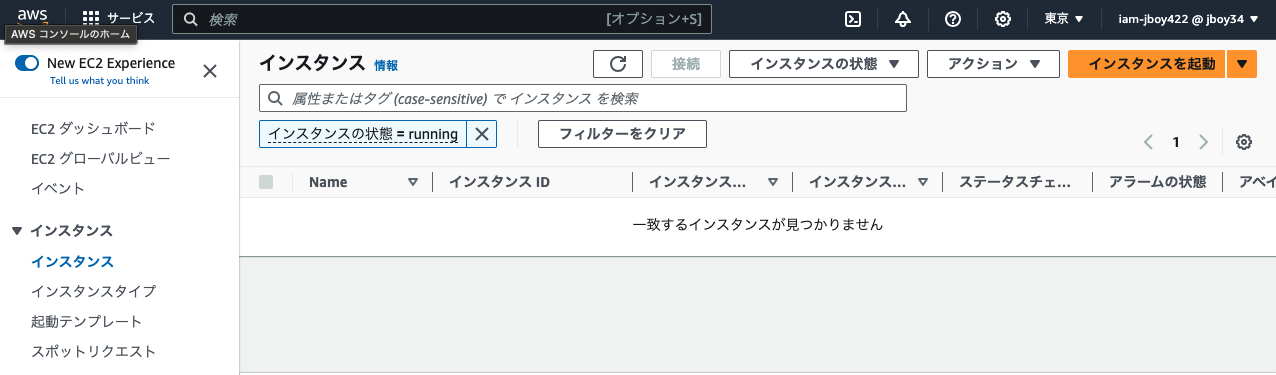 aws
サービス
検索
[オプション+S]
東京
iam-jboy422 @ jboy34
AWS コンソールのホーム
New EC2 Experience
Tell us what you think
EC2 ダッシュボード
EC2 グローバルビュー
イベント
インスタンス
インスタンス
インスタンスタイプ
起動テンプレート
スポットリクエスト
インスタンス 情報
接続
インスタンスの状態
アクション
インスタンスを起動
属性またはタグ (case-sensitive) で インスタンス を検索
インスタンスの状態 = running
フィルターをクリア
1
Name
インスタンス ID
インスタンス...
インスタンス...
ステータスチェ...
アラームの状態
アベイ
一致するインスタンスが見つかりません